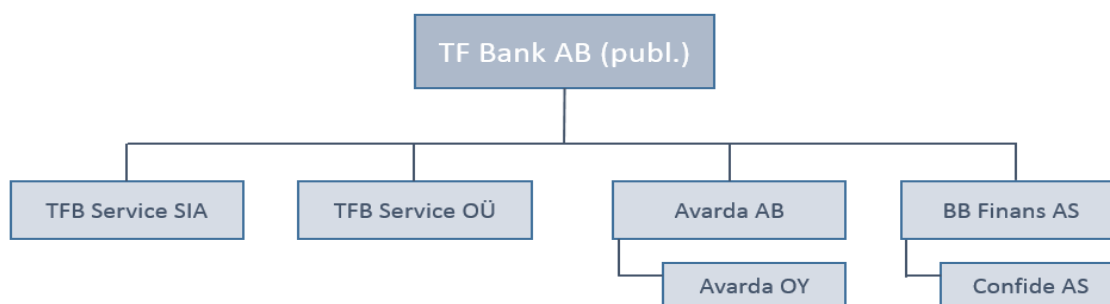 TF Bank AB (publ.)
TFB Service SIA
TFB Service OÜ
Avarda AB
BB Finans AS
Avarda OY
Confide AS